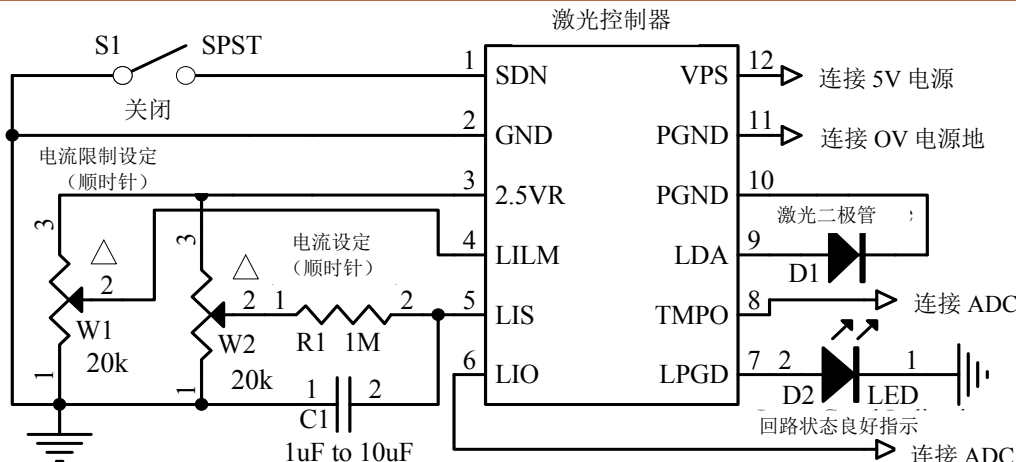 激光控制器
S1 SPST
关闭
1 SDN
2 GND
3 2.5VR
4 LILM
5 LIS
6 LIO
VPS 12 连接 5V 电源
PGND 11 连接 OV 电源地
PGND 10
激光二极管
LDA 9
D1
TMPO 8 连接 ADC
LPGD 7
2 1
D2 LED
回路状态良好指示
连接 ADC
电流限制设定
（顺时针）
3
2
W1
20k
1
电流设定
（顺时针）
3
2
W2
20k
1
1 2
R1 1M
1 2
C1
1uF to 10uF